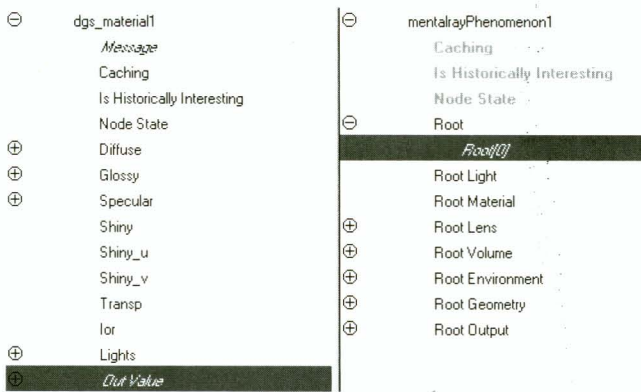 dgs_material1
Message
Caching
Is Historically Interesting
Node State
Diffuse
Glossy
Specular
Shiny
Shiny_u
Shiny_v
Transp
Ior
Lights
Out Value
mentalrayPhenomenon1
Caching
Is Historically Interesting
Node State
Root
Root[0]
Root Light
Root Material
Root Lens
Root Volume
Root Environment
Root Geometry
Root Output